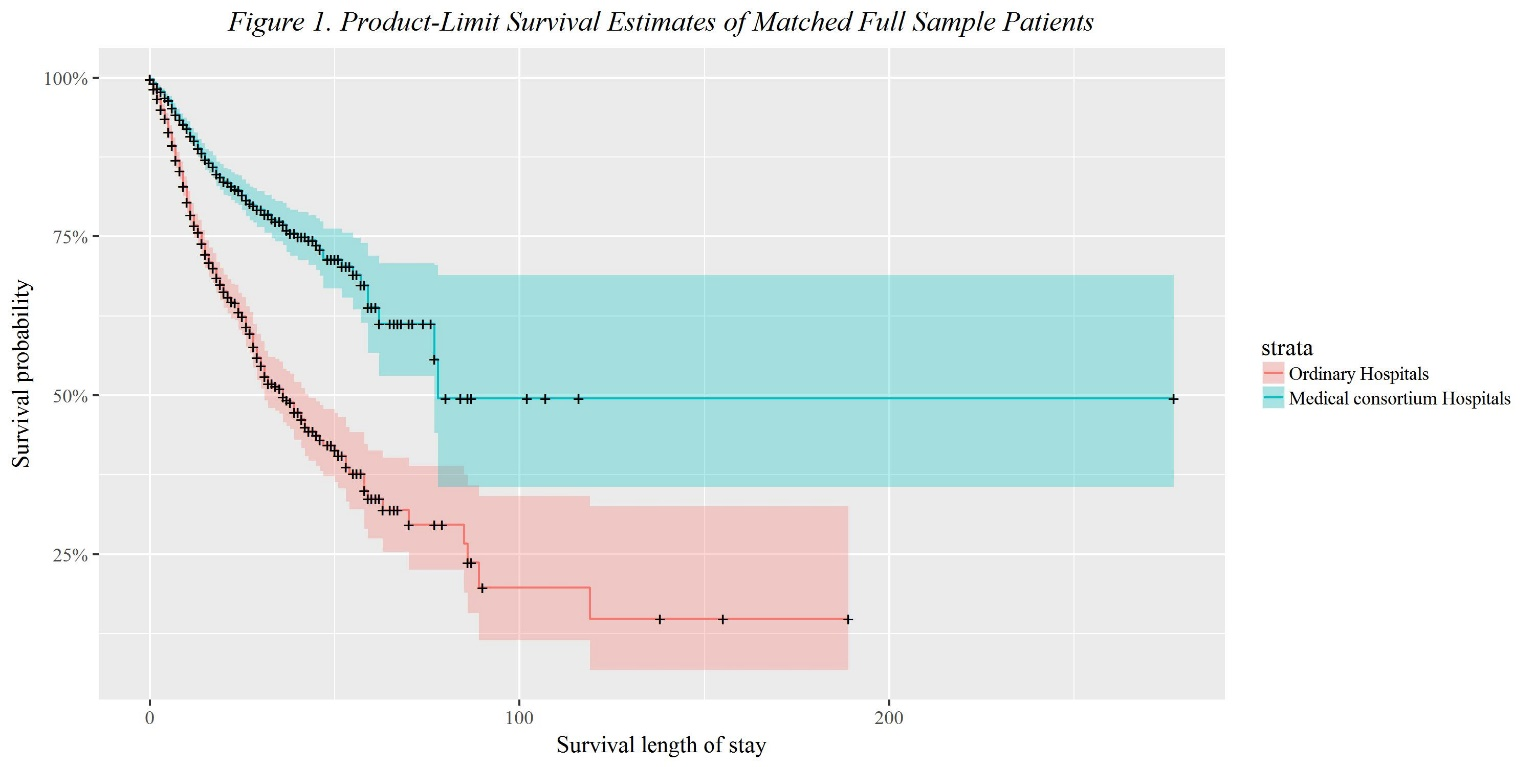 Figure 1. Product-Limit Survival Estimates of Matched Full Sample Patients
100%
75%
50%
25%
Survival probability
0 100 200
Survival length of stay
strata
Ordinary Hospitals
Medical consortium Hospitals